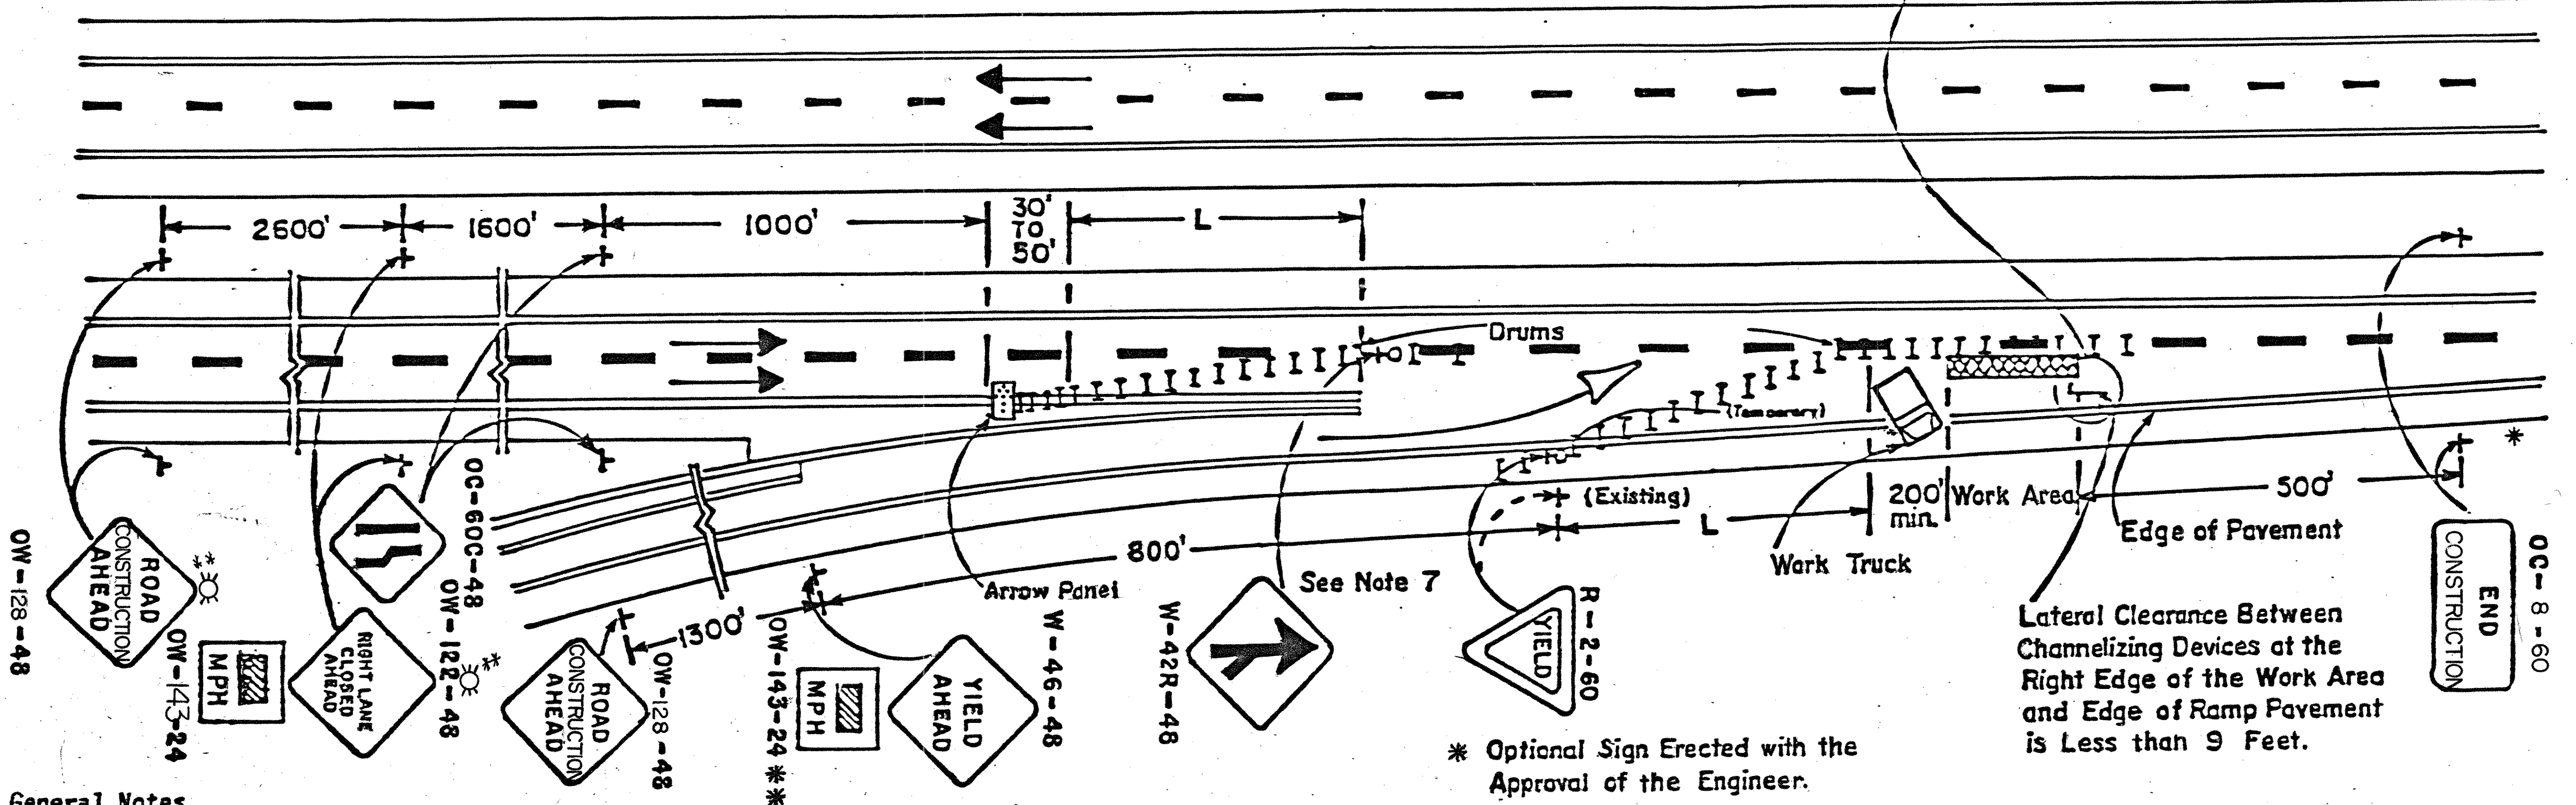 2600'
1600'
1000'
30'
TO
50'
L
Drums
(Temporary)
(Existing)
L
200'
min.
Work Area
500'
*
800'
1300'
Arrow Panel
See Note 7
Work Truck
Edge of Pavement
Lateral Clearance Between
Channelizing Devices at the
Right Edge of the Work Area
and Edge of Ramp Pavement
is Less than 9 Feet.
OW-128-48
ROAD
CONSTRUCTION
AHEAD
**
OW-143-24
MPH
OC-60C-48
RIGHT LANE
CLOSED
AHEAD
OW-122-48
**
ROAD
CONSTRUCTION
AHEAD
OW-128-48
OW-143-24 **
MPH
YIELD
AHEAD
W-46-48
W-42R-48
YIELD
R-2-60
END
CONSTRUCTION
OC-8-60
* Optional Sign Erected with the
Approval of the Engineer.
General Notes